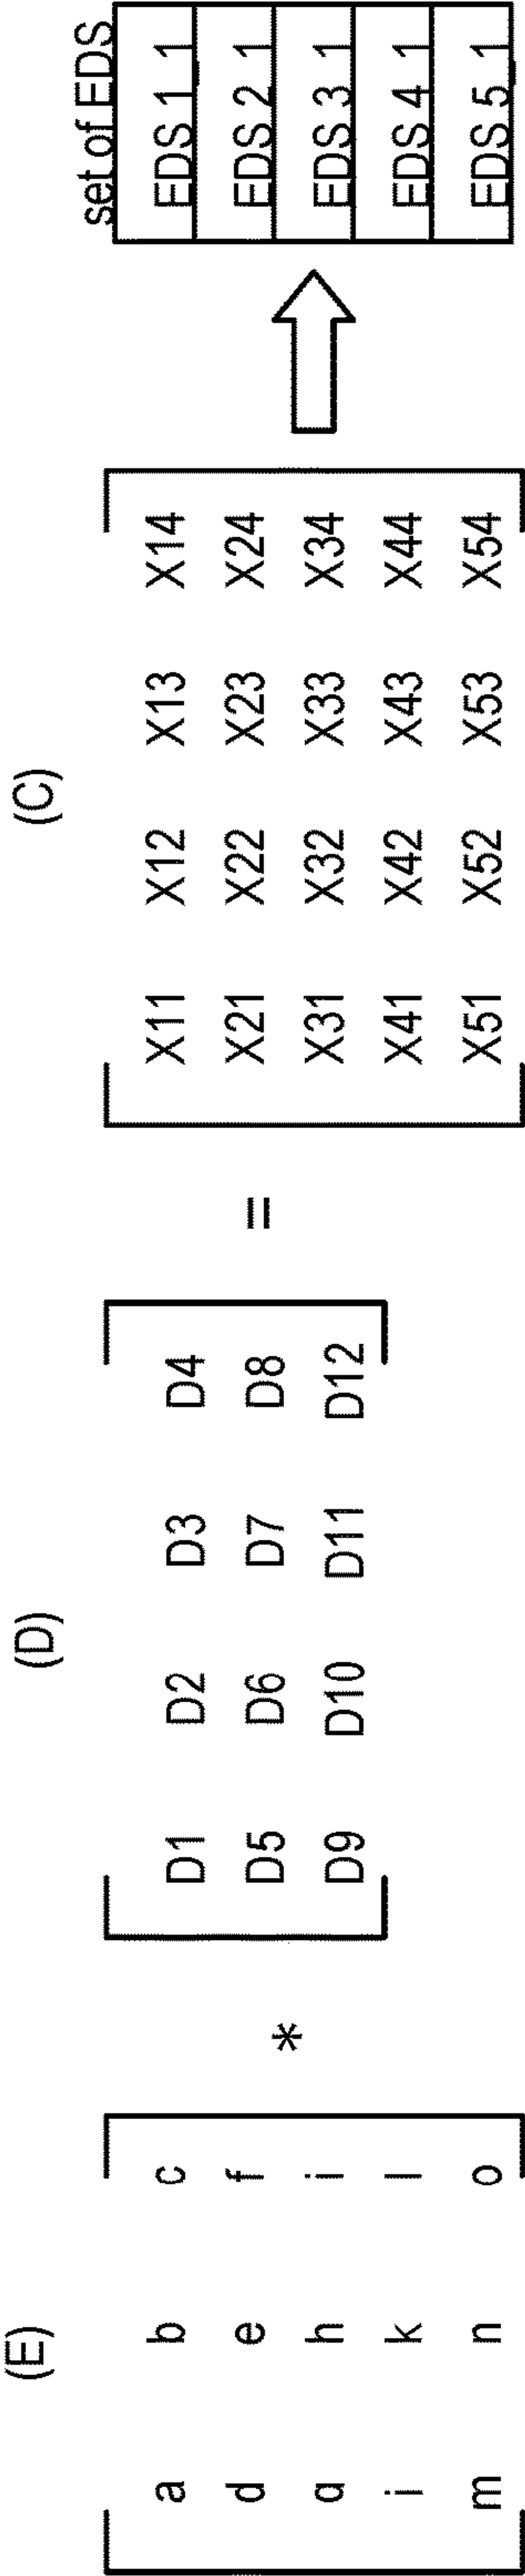 (E) (D) (C) set of EDS
a b c D1 D2 D3 D4 X11 X12 X13 X14 EDS 1_1
d e f * D5 D6 D7 D8 = X21 X22 X23 X24 EDS 2_1
g h i D9 D10 D11 D12 X31 X32 X33 X34 EDS 3_1
j k l X41 X42 X43 X44 EDS 4_1
m n o X51 X52 X53 X54 EDS 5_1